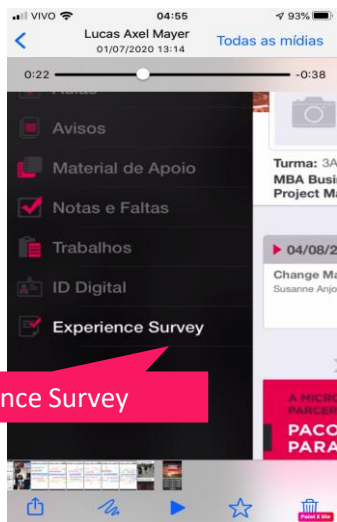 VIVO 04:55 93%
Lucas Axel Mayer
01/07/2020 13:14
Todas as mídias
0:22 -0:38
Avisos
Material de Apoio
Notas e Faltas
Trabalhos
ID Digital
Experience Survey
nce Survey
Turma: 3A
MBA Busi
Project Ma
04/08/2
Change Ma
Susanne Anjo
A MICRO
PARCER
PACO
PARA